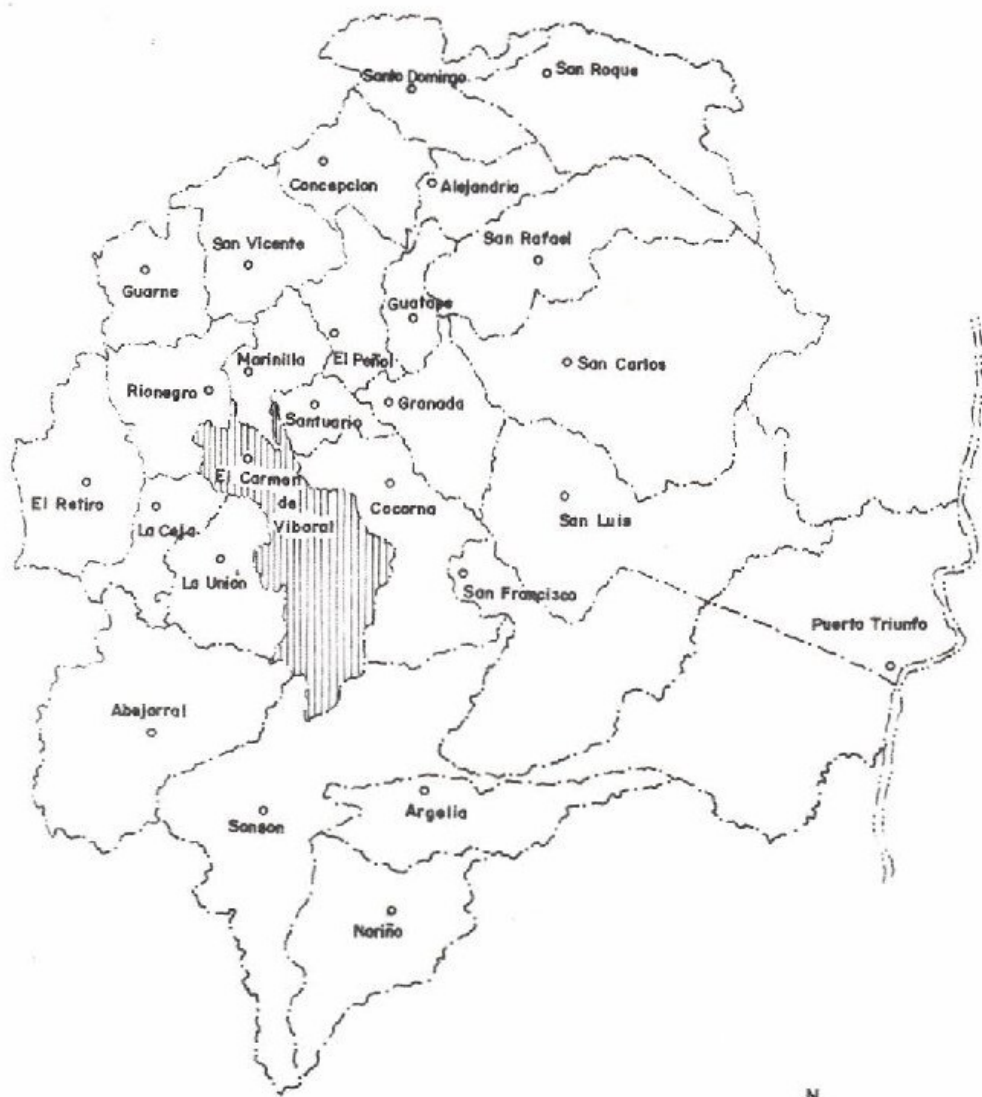 Santo Domingo
San Roque
Concepcion
Alejandria
San Vicente
San Rafael
Guarne
Guatape
Marinilla
El Peñol
San Carlos
Rionegro
Santuario
Granada
El Carmen
de
Viboral
El Retiro
La Ceja
Cocorna
San Luis
La Unión
San Francisco
Puerto Triunfo
Abejorral
Argelia
Sonson
Nariño
N